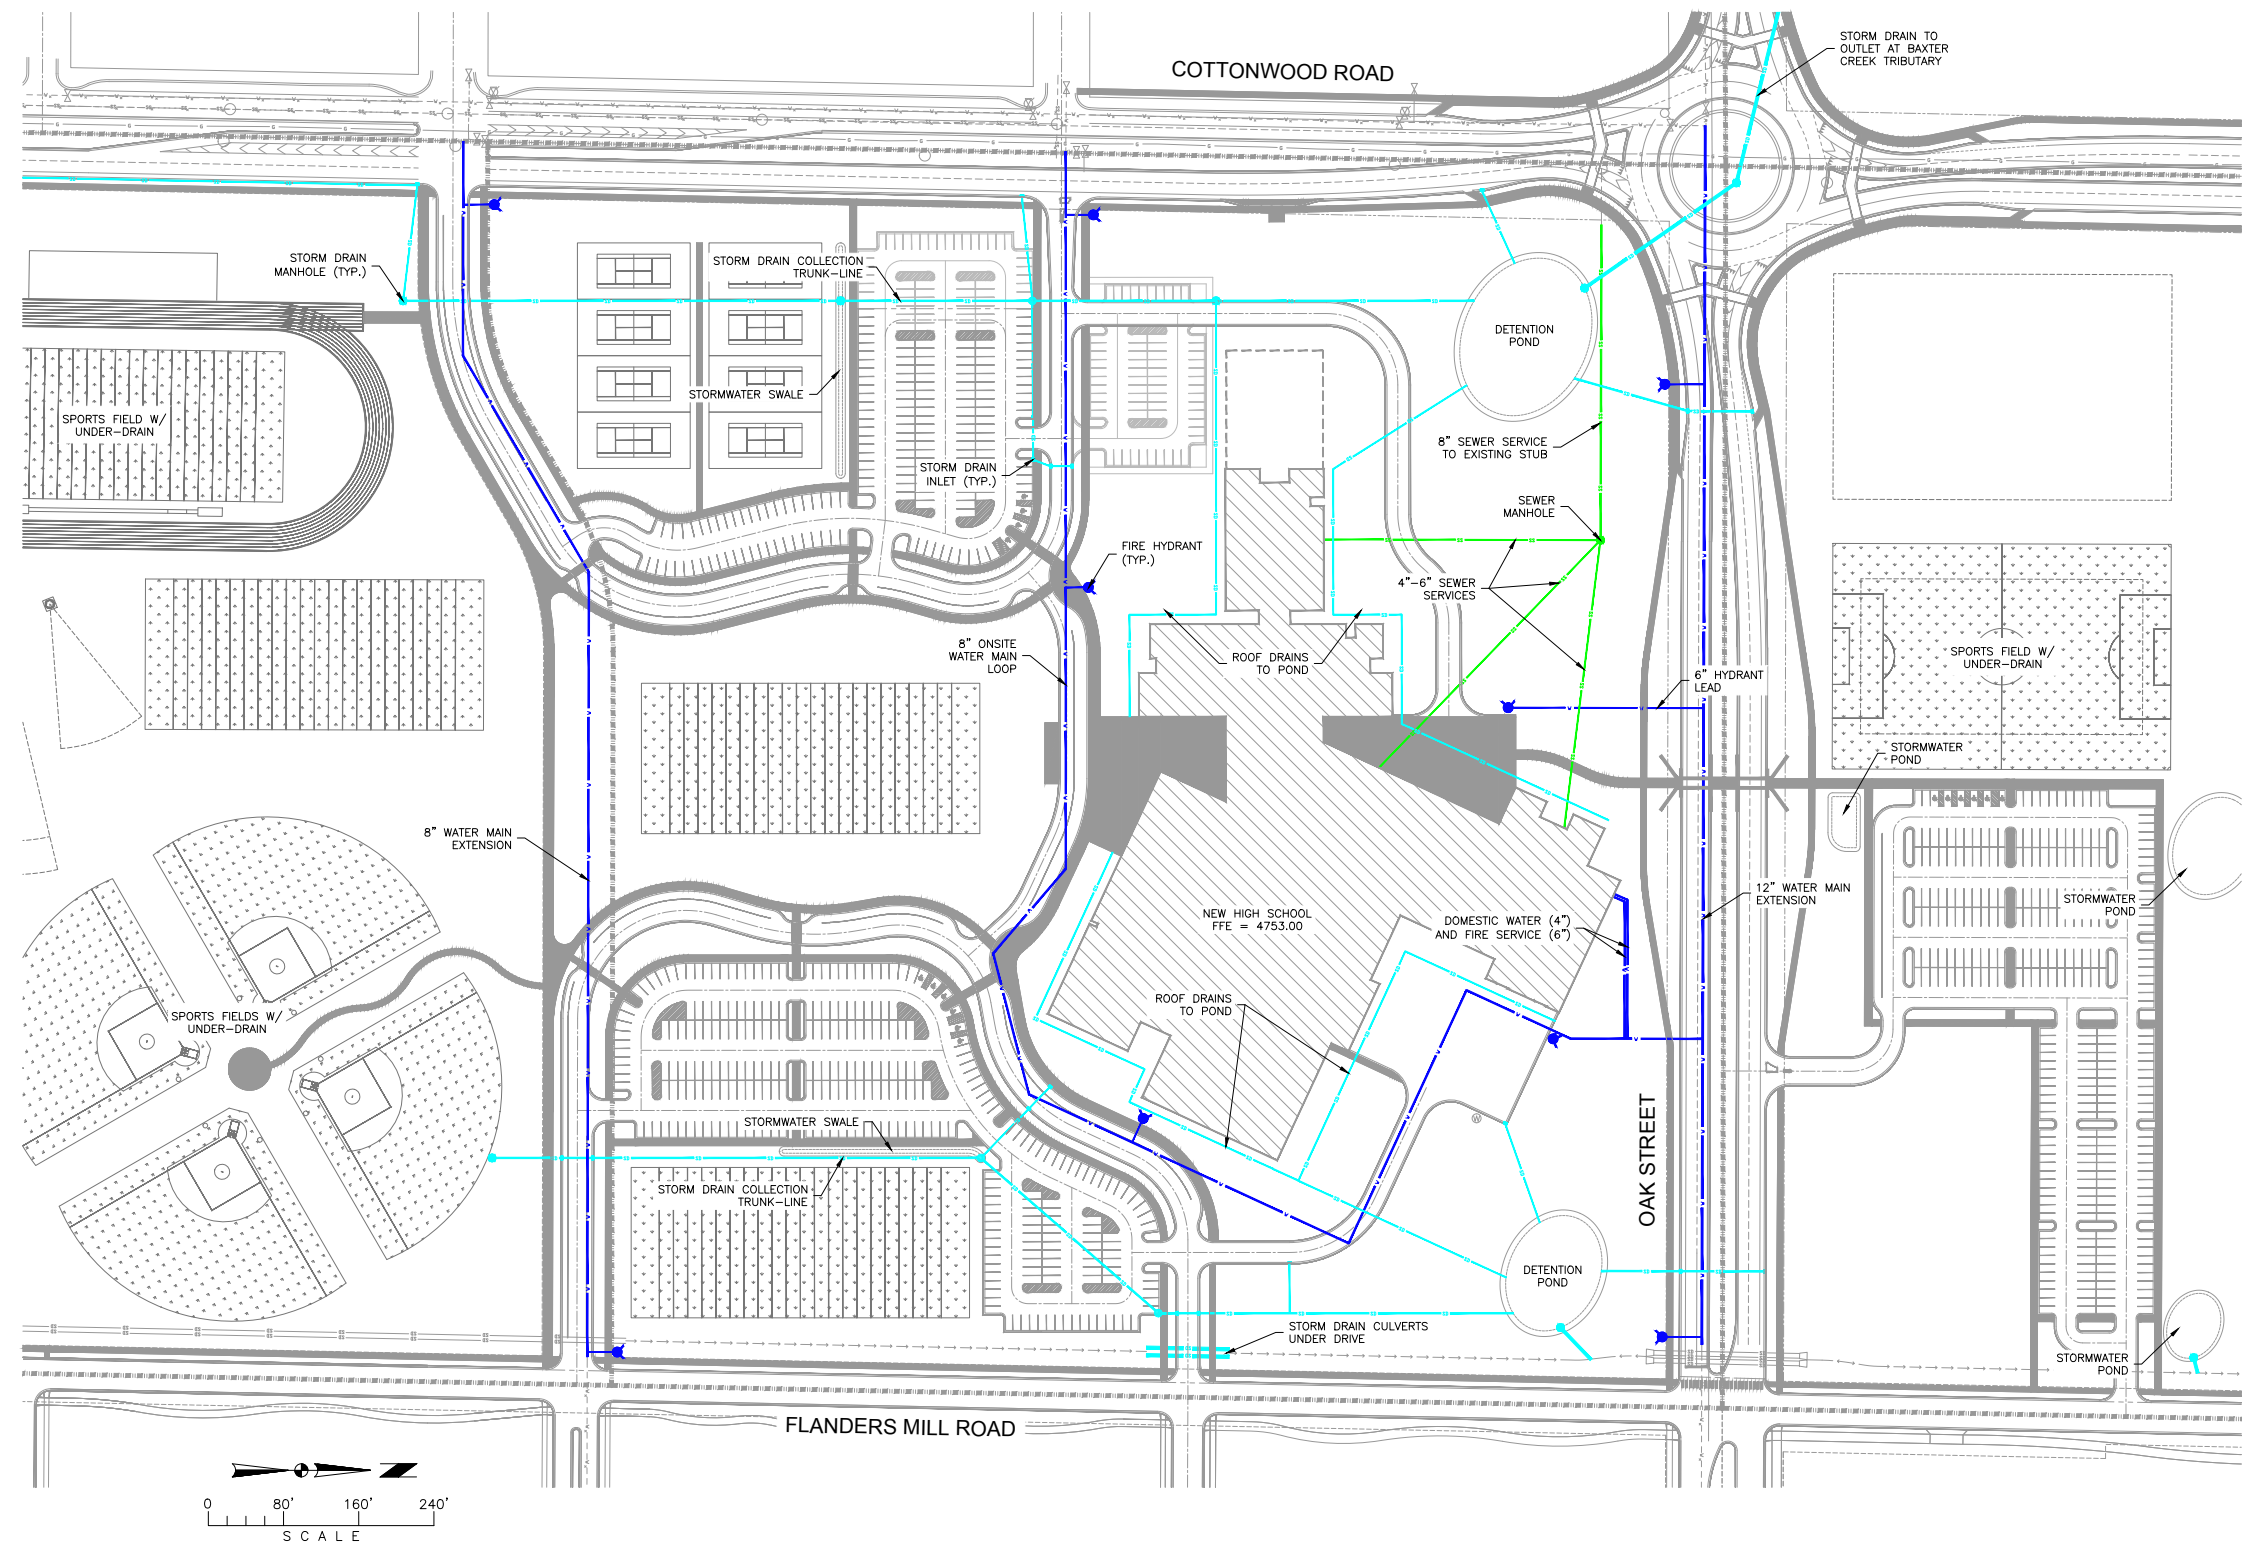 COTTONWOOD ROAD
STORM DRAIN TO
OUTLET AT BAXTER
CREEK TRIBUTARY
STORM DRAIN
MANHOLE (TYP.)
STORM DRAIN COLLECTION
TRUNK-LINE
DETENTION
POND
STORMWATER SWALE
SPORTS FIELD W/
UNDER-DRAIN
8" SEWER SERVICE
TO EXISTING STUB
STORM DRAIN
INLET (TYP.)
SEWER
MANHOLE
FIRE HYDRANT
(TYP.)
4"-6" SEWER
SERVICES
8" ONSITE
WATER MAIN
LOOP
ROOF DRAINS
TO POND
SPORTS FIELD W/
UNDER-DRAIN
6" HYDRANT
LEAD
STORMWATER
POND
8" WATER MAIN
EXTENSION
12" WATER MAIN
EXTENSION
STORMWATER
POND
NEW HIGH SCHOOL
FFE = 4753.00
DOMESTIC WATER (4")
AND FIRE SERVICE (6")
ROOF DRAINS
TO POND
SPORTS FIELDS W/
UNDER-DRAIN
STORMWATER SWALE
OAK STREET
STORM DRAIN COLLECTION
TRUNK-LINE
DETENTION
POND
STORM DRAIN CULVERTS
UNDER DRIVE
STORMWATER
POND
FLANDERS MILL ROAD
0 80' 160' 240'
SCALE